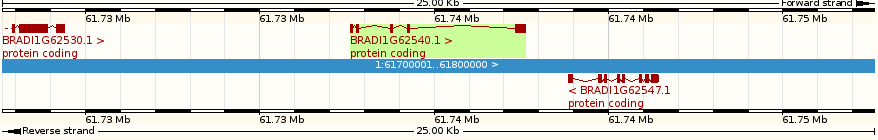 25.00 Kb Forward strand
61.73 Mb 61.73 Mb 61.74 Mb 61.74 Mb 61.75 Mb
BRADI1G62530.1 > BRADI1G62540.1 >
protein coding protein coding
1:61700001..61800000 >
< BRADI1G62547.1
protein coding
61.73 Mb 61.73 Mb 61.74 Mb 61.74 Mb 61.75 Mb
Reverse strand 25.00 Kb